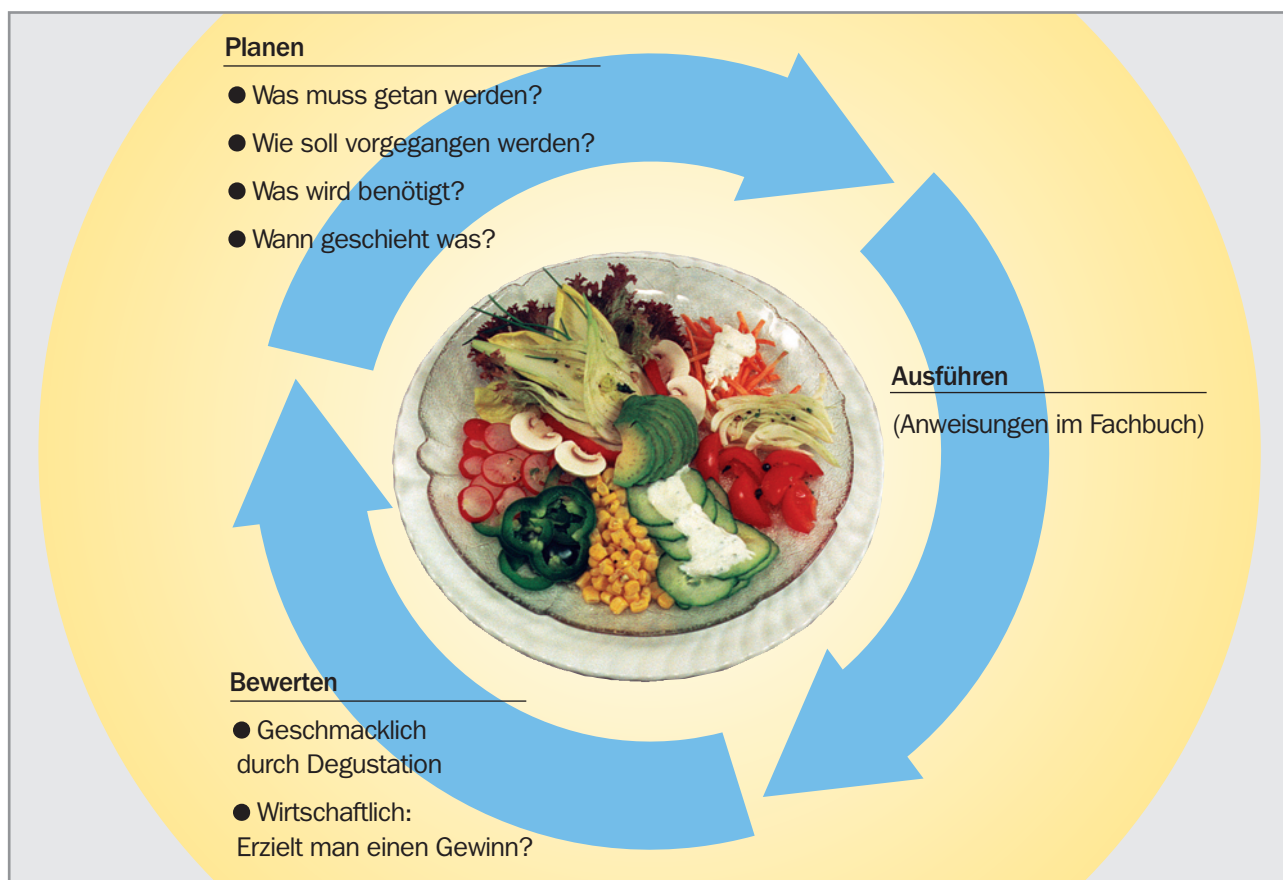 Planen
● Was muss getan werden?
● Wie soll vorgegangen werden?
● Was wird benötigt?
● Wann geschieht was?
Ausführen
(Anweisungen im Fachbuch)
Bewerten
● Geschmacklich
durch Degustation
● Wirtschaftlich:
Erzielt man einen Gewinn?